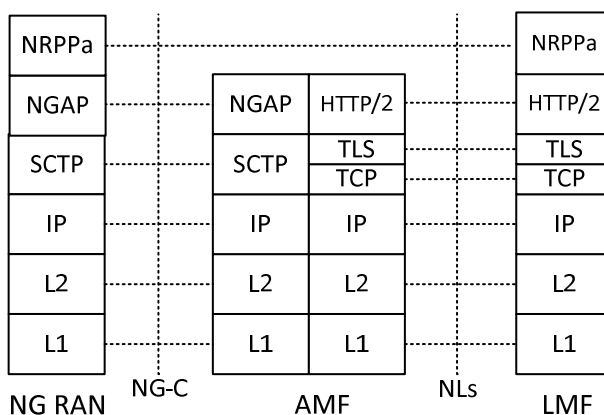 NRPPa NRPPa
NGAP NGAP HTTP/2 HTTP/2
SCTP SCTP TLS TLS
TCP TCP
IP IP IP IP
L2 L2 L2 L2
L1 L1 L1 L1
NG-C NLs
NG RAN AMF LMF